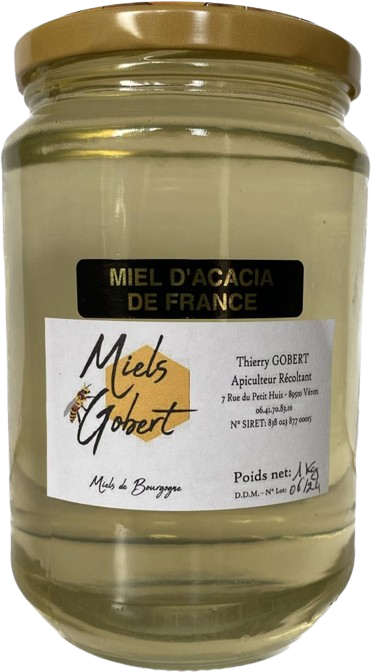 MIEL D'ACACIA
DE FRANCE
Miels
Gobert
Miels de Bourgogne
Thierry GOBERT
Apiculteur Récoltant
7 Rue du Petit Huis - 89510 Véron
06.41.70.83.10
N° SIRET: 838 023 877 00015
Poids net: 1 Kg
D.D.M. - N° Lot: 06/24